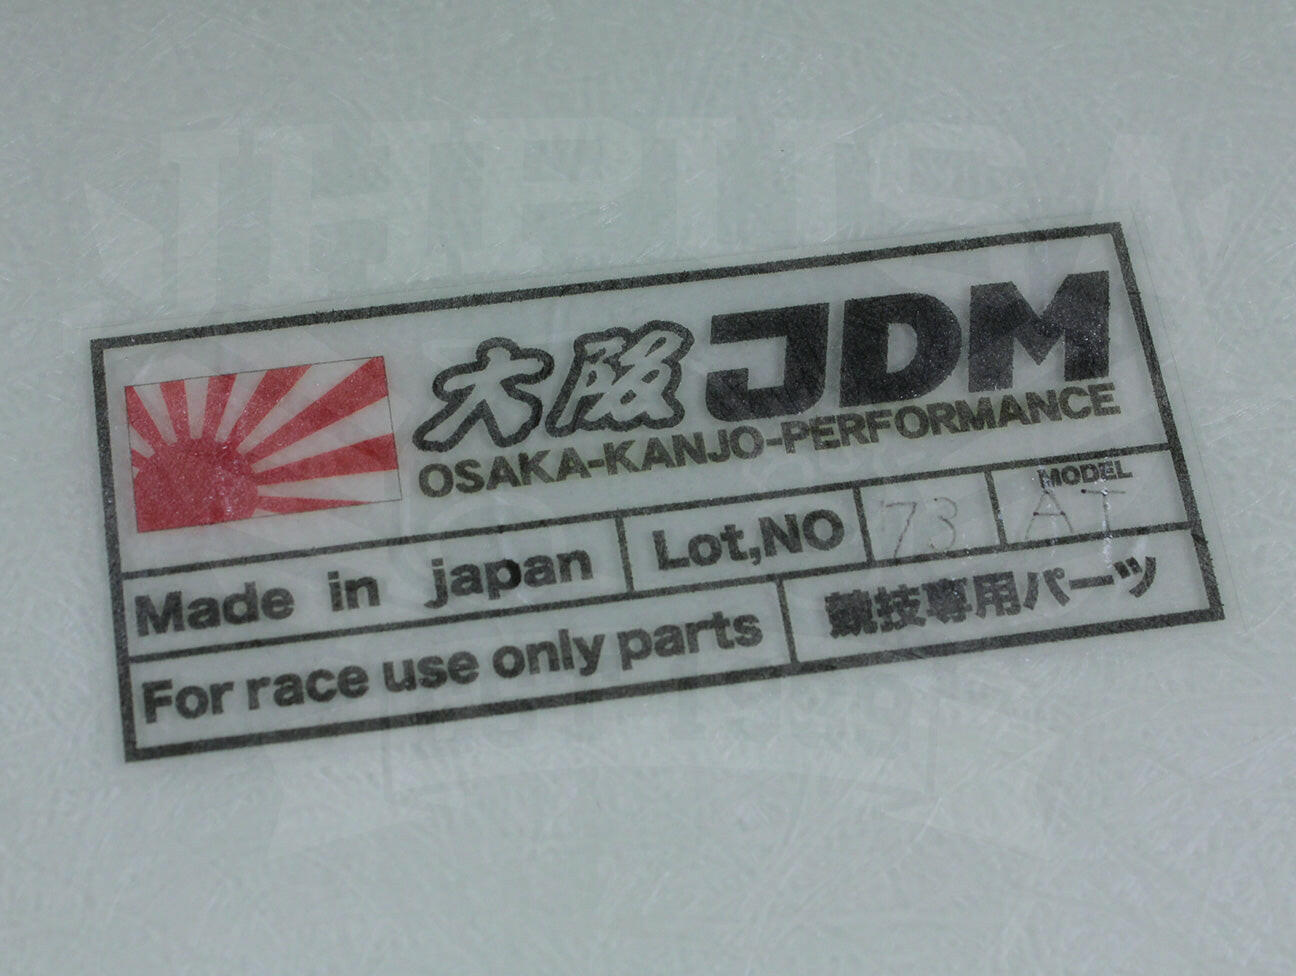 JHPUSA
大阪JDM
OSAKA-KANJO-PERFORMANCE
Made in japan
Lot,NO
73
MODEL
AT
For race use only parts
競技専用パーツ